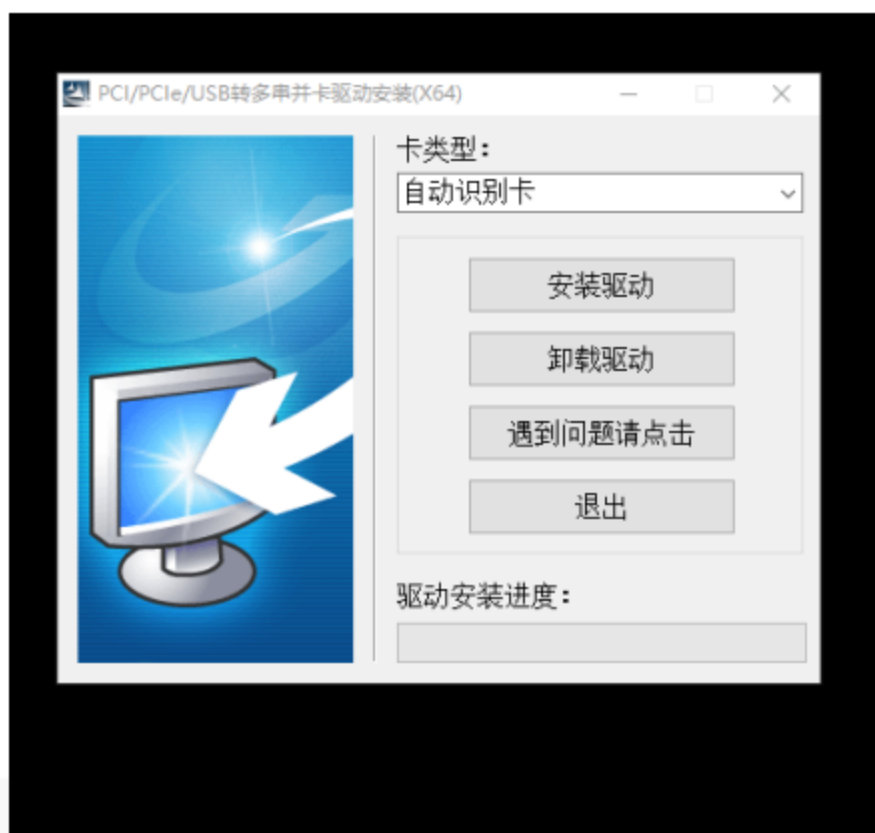 PCI/PCIe/USB转多串并卡驱动安装(X64)
卡类型：
自动识别卡
安装驱动
卸载驱动
遇到问题请点击
退出
驱动安装进度：